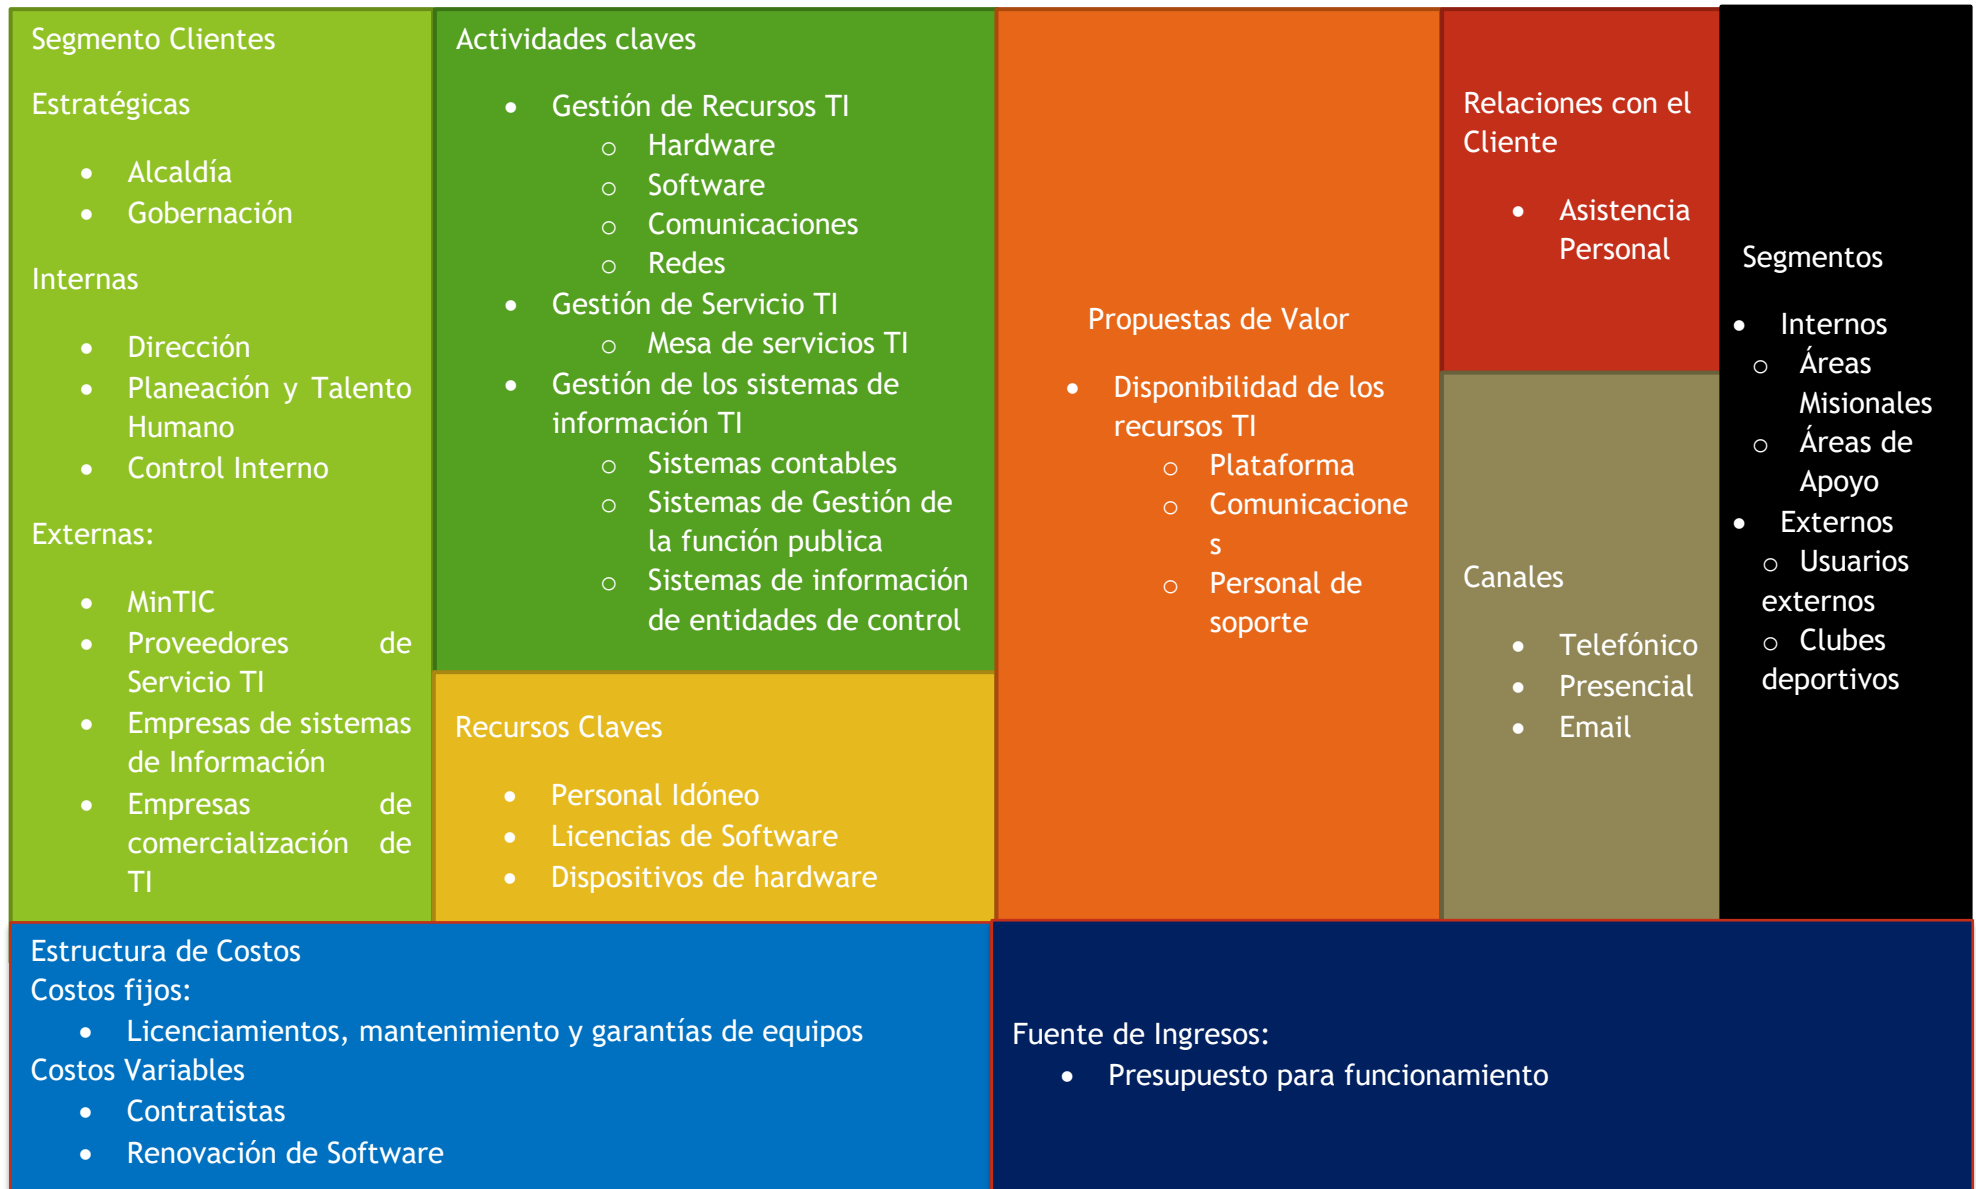 Segmento Clientes
Estratégicas
• Alcaldía
• Gobernación
Internas
• Dirección
• Planeación y Talento
Humano
• Control Interno
Externas:
• MinTIC
• Proveedores de
Servicio TI
• Empresas de sistemas
de Información
• Empresas de
comercialización de
TI
Actividades claves
• Gestión de Recursos TI
o Hardware
o Software
o Comunicaciones
o Redes
• Gestión de Servicio TI
o Mesa de servicios TI
• Gestión de los sistemas de
información TI
o Sistemas contables
o Sistemas de Gestión de
la función publica
o Sistemas de información
de entidades de control
Recursos Claves
• Personal Idóneo
• Licencias de Software
• Dispositivos de hardware
Propuestas de Valor
• Disponibilidad de los
recursos TI
o Plataforma
o Comunicacione
s
o Personal de
soporte
Relaciones con el
Cliente
• Asistencia
Personal
Canales
• Telefónico
• Presencial
• Email
Segmentos
• Internos
o Áreas
Misionales
o Áreas de
Apoyo
• Externos
o Usuarios
externos
o Clubes
deportivos
Estructura de Costos
Costos fijos:
• Licenciamientos, mantenimiento y garantías de equipos
Costos Variables
• Contratistas
• Renovación de Software
Fuente de Ingresos:
• Presupuesto para funcionamiento